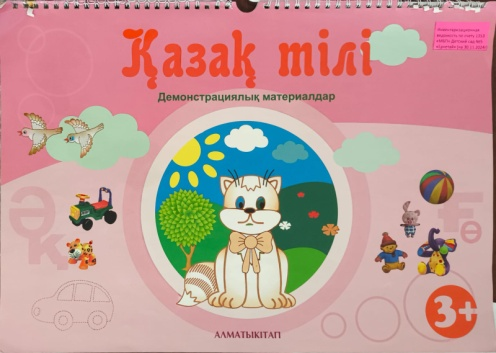 Қазақ тілі
Демонстрациялық материалдар
Ә
Қ
Ғ
ө
3+
АЛМАТЫКІТАП